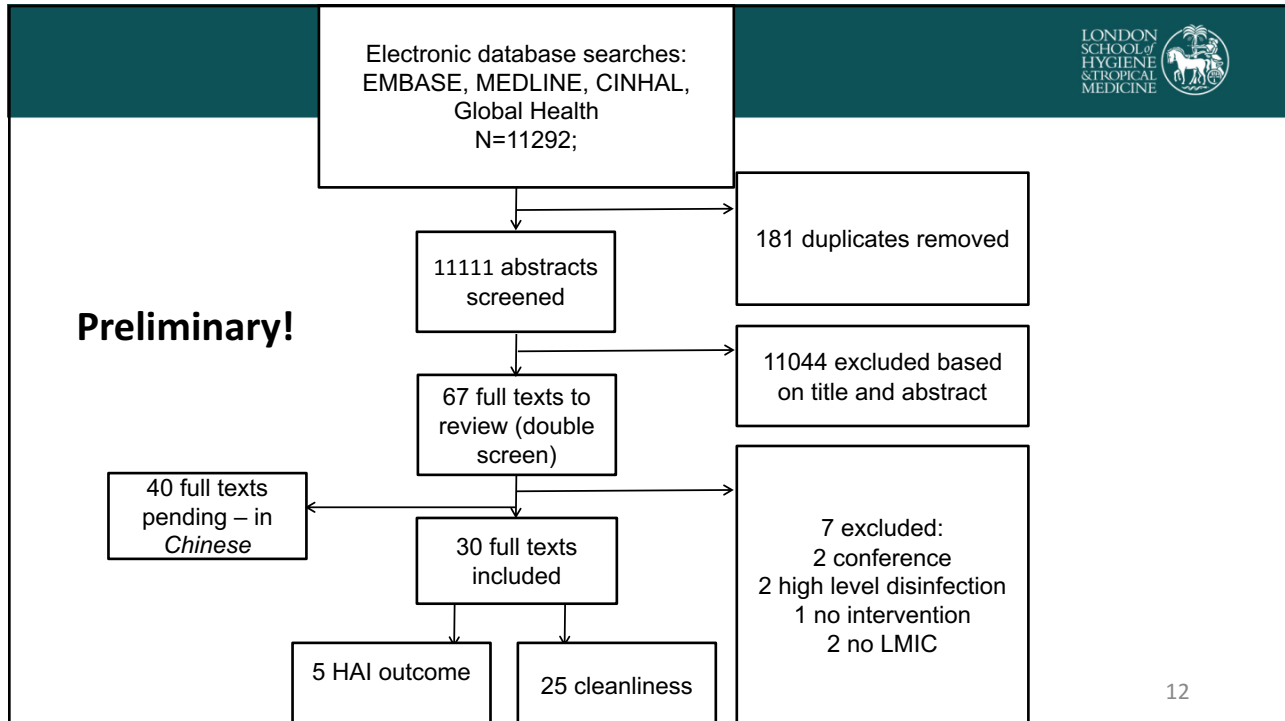 Electronic database searches:
EMBASE, MEDLINE, CINHAL,
Global Health
N=11292;
LONDON
SCHOOL of
HYGIENE
&TROPICAL
MEDICINE
181 duplicates removed
11111 abstracts
screened
Preliminary!
11044 excluded based
on title and abstract
67 full texts to
review (double
screen)
40 full texts
pending – in
Chinese
30 full texts
included
7 excluded:
2 conference
2 high level disinfection
1 no intervention
2 no LMIC
5 HAI outcome
25 cleanliness
12